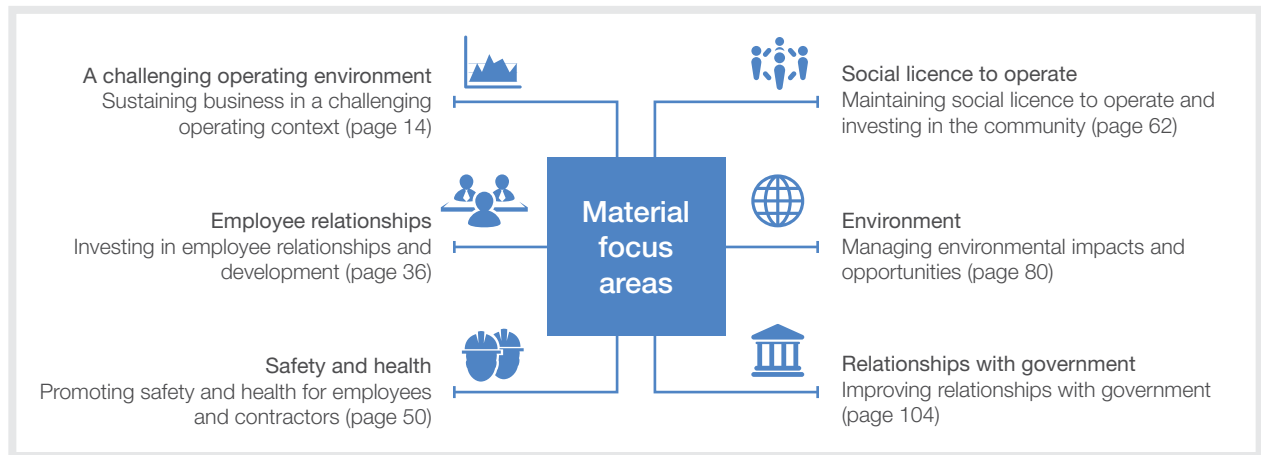 A challenging operating environment
Sustaining business in a challenging
operating context (page 14)
Employee relationships
Investing in employee relationships and
development (page 36)
Safety and health
Promoting safety and health for employees
and contractors (page 50)
Material
focus
areas
Social licence to operate
Maintaining social licence to operate and
investing in the community (page 62)
Environment
Managing environmental impacts and
opportunities (page 80)
Relationships with government
Improving relationships with government
(page 104)